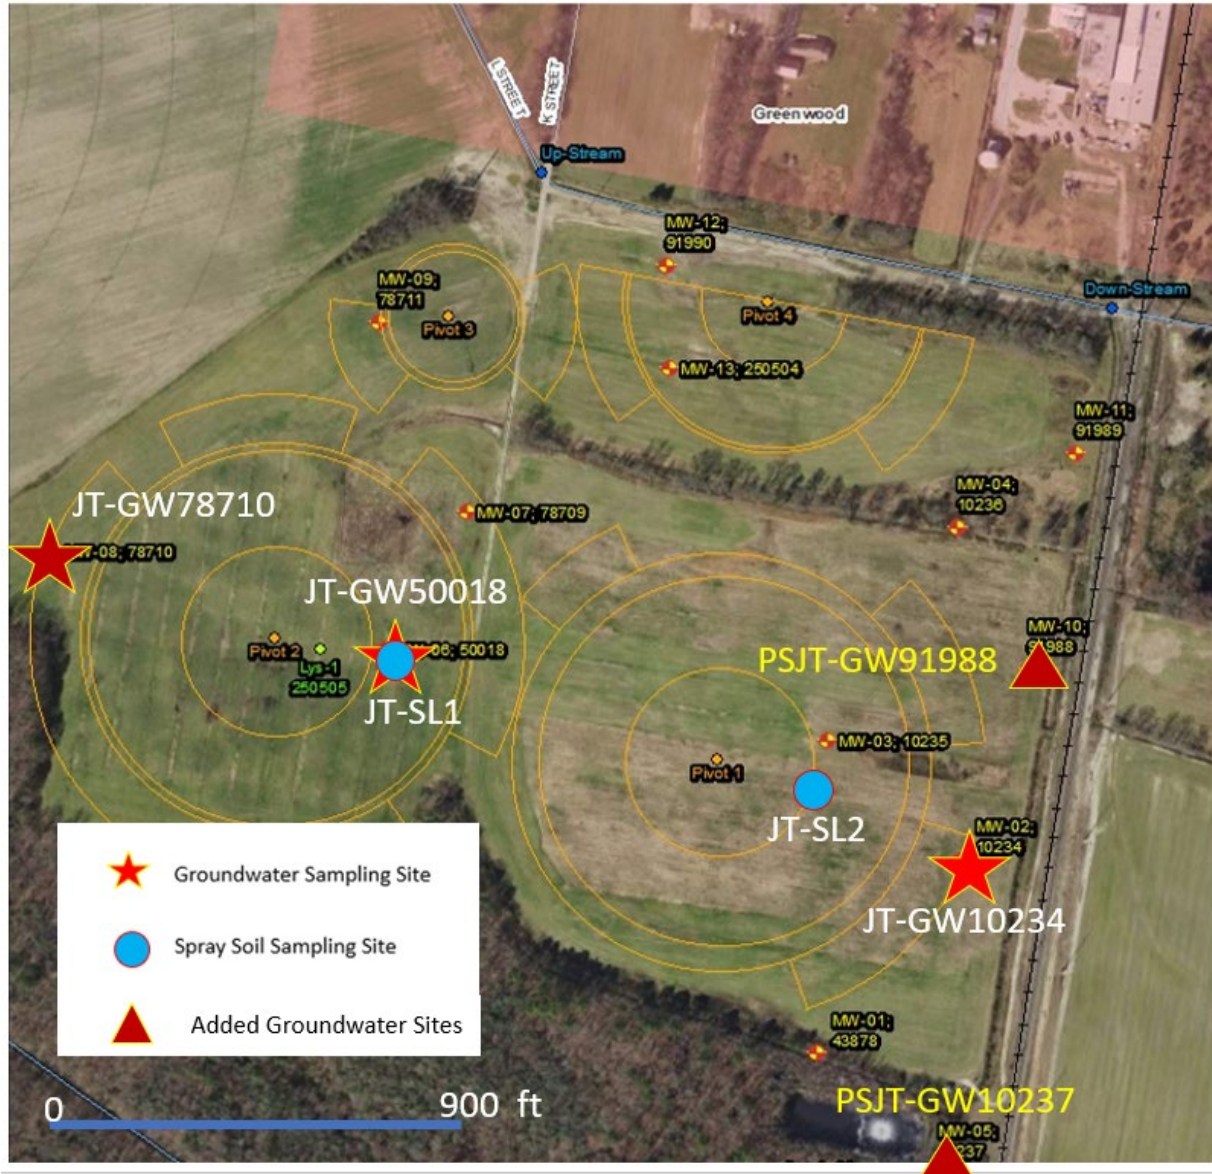 L STREET
K STREET
Greenwood
Up-Stream
MW-12;
91990
MW-09;
78711
Down-Stream
Pivot 3
Pivot 4
MW-13; 250504
MW-11;
91989
JT-GW78710
MW-07; 78709
MW-04;
10236
-08; 78710
JT-GW50018
Pivot 2
Lys-1
250505
-06; 50018
MW-10;
91988
PSJT-GW91988
JT-SL1
MW-03; 10235
Pivot 1
JT-SL2
MW-02;
10234
JT-GW10234
Groundwater Sampling Site
Spray Soil Sampling Site
Added Groundwater Sites
MW-01;
43878
0
900 ft
PSJT-GW10237
MW-05;
237